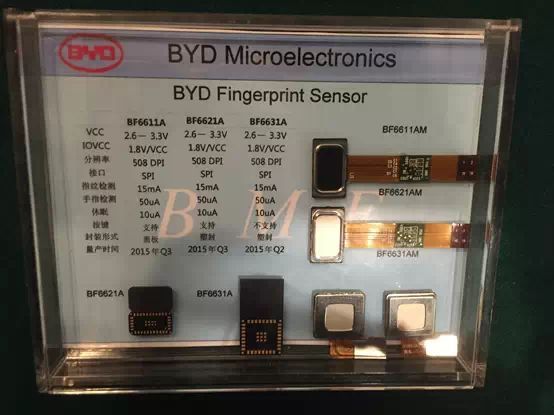 BYD
BYD Microelectronics
BYD Fingerprint Sensor
BF6611A BF6621A BF6631A
VCC 2.6— 3.3V 2.6— 3.3V 2.6— 3.3V
IOVCC 1.8V/VCC 1.8V/VCC 1.8V/VCC
分辨率 508 DPI 508 DPI 508 DPI
接口 SPI SPI SPI
指纹检测 15mA 15mA 15mA
手指检测 50uA 50uA 50uA
休眠 10uA 10uA 10uA
按键 支持 支持 不支持
封装形式 盖板 塑封 塑封
量产时间 2015年Q3 2015年Q3 2015年Q2
BME
BF6611AM
BF6621AM
BF6631AM
BF6621A
BF6631A